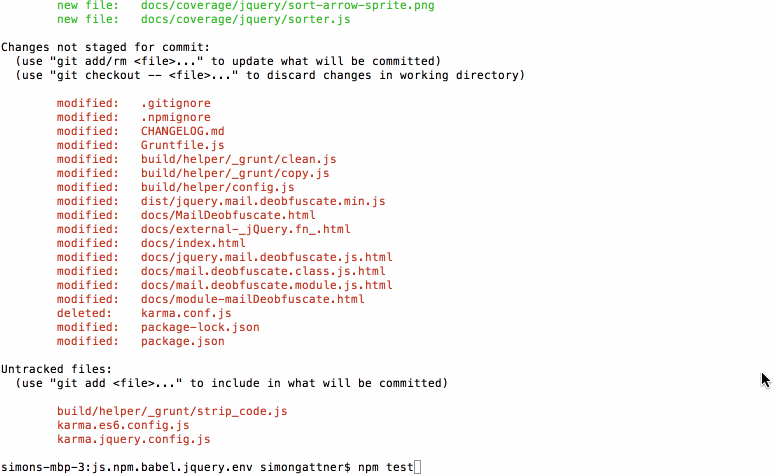 new file:   docs/coverage/jquery/sort-arrow-sprite.png
new file:   docs/coverage/jquery/sorter.js
Changes not staged for commit:
(use "git add/rm <file>..." to update what will be committed)
(use "git checkout -- <file>..." to discard changes in working directory)
modified:   .gitignore
modified:   .npmignore
modified:   CHANGELOG.md
modified:   Gruntfile.js
modified:   build/helper/_grunt/clean.js
modified:   build/helper/_grunt/copy.js
modified:   build/helper/config.js
modified:   dist/jquery.mail.deobfuscate.min.js
modified:   docs/MailDeobfuscate.html
modified:   docs/external-_jQuery.fn_.html
modified:   docs/index.html
modified:   docs/jquery.mail.deobfuscate.js.html
modified:   docs/mail.deobfuscate.class.js.html
modified:   docs/mail.deobfuscate.module.js.html
modified:   docs/module-mailDeobfuscate.html
deleted:    karma.conf.js
modified:   package-lock.json
modified:   package.json
Untracked files:
(use "git add <file>..." to include in what will be committed)
build/helper/_grunt/strip_code.js
karma.es6.config.js
karma.jquery.config.js
simons-mbp-3:js.npm.babel.jquery.env simongattner$ npm test